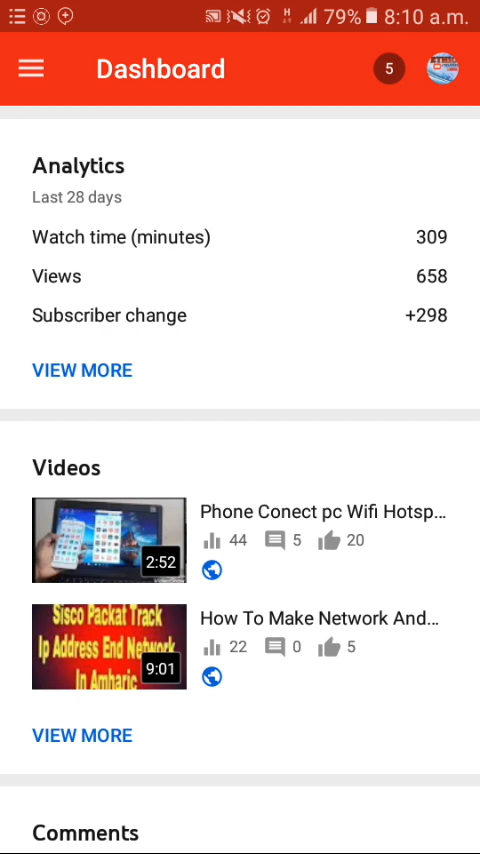 79% 8:10 a.m.
Dashboard
5
Analytics
Last 28 days
Watch time (minutes) 309
Views 658
Subscriber change +298
VIEW MORE
Videos
Phone Conect pc Wifi Hotsp...
44 5 20
2:52
Sisco Packat Track
Ip Address End Network
In Amharic
9:01
How To Make Network And...
22 0 5
VIEW MORE
Comments